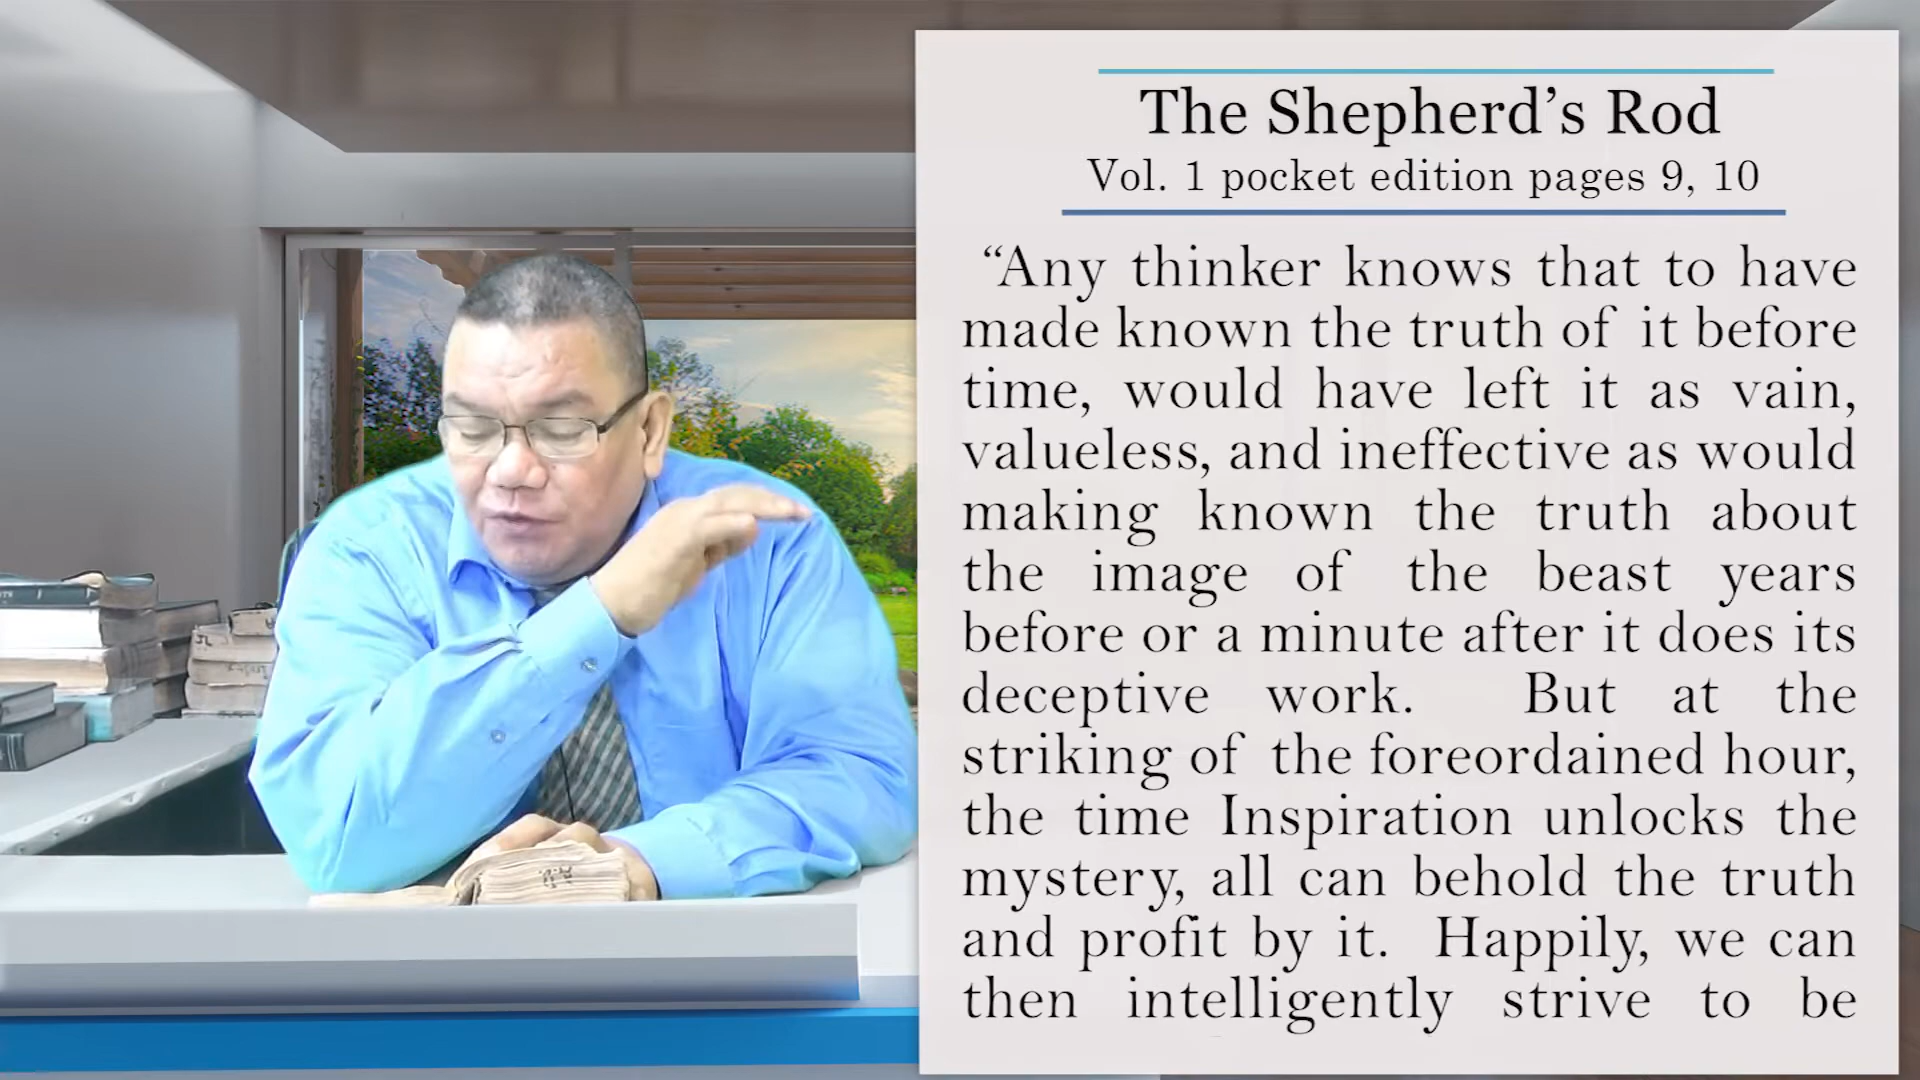 The Shepherd’s Rod
Vol. 1 pocket edition pages 9, 10
“Any thinker knows that to have
made known the truth of it before
time, would have left it as vain,
valueless, and ineffective as would
making known the truth about
the image of the beast years
before or a minute after it does its
deceptive work. But at the
striking of the foreordained hour,
the time Inspiration unlocks the
mystery, all can behold the truth
and profit by it. Happily, we can
then intelligently strive to be